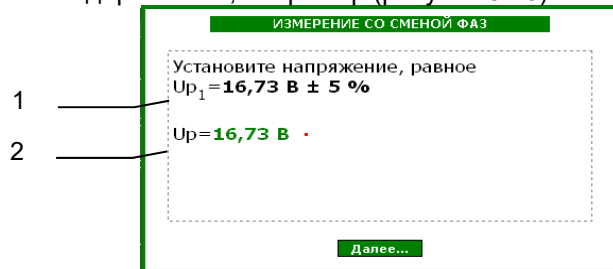 ИЗМЕРЕНИЕ СО СМЕНОЙ ФАЗ
Установите напряжение, равное
Up1=16,73 В ± 5 %
1
Up=16,73 В
2
Далее...